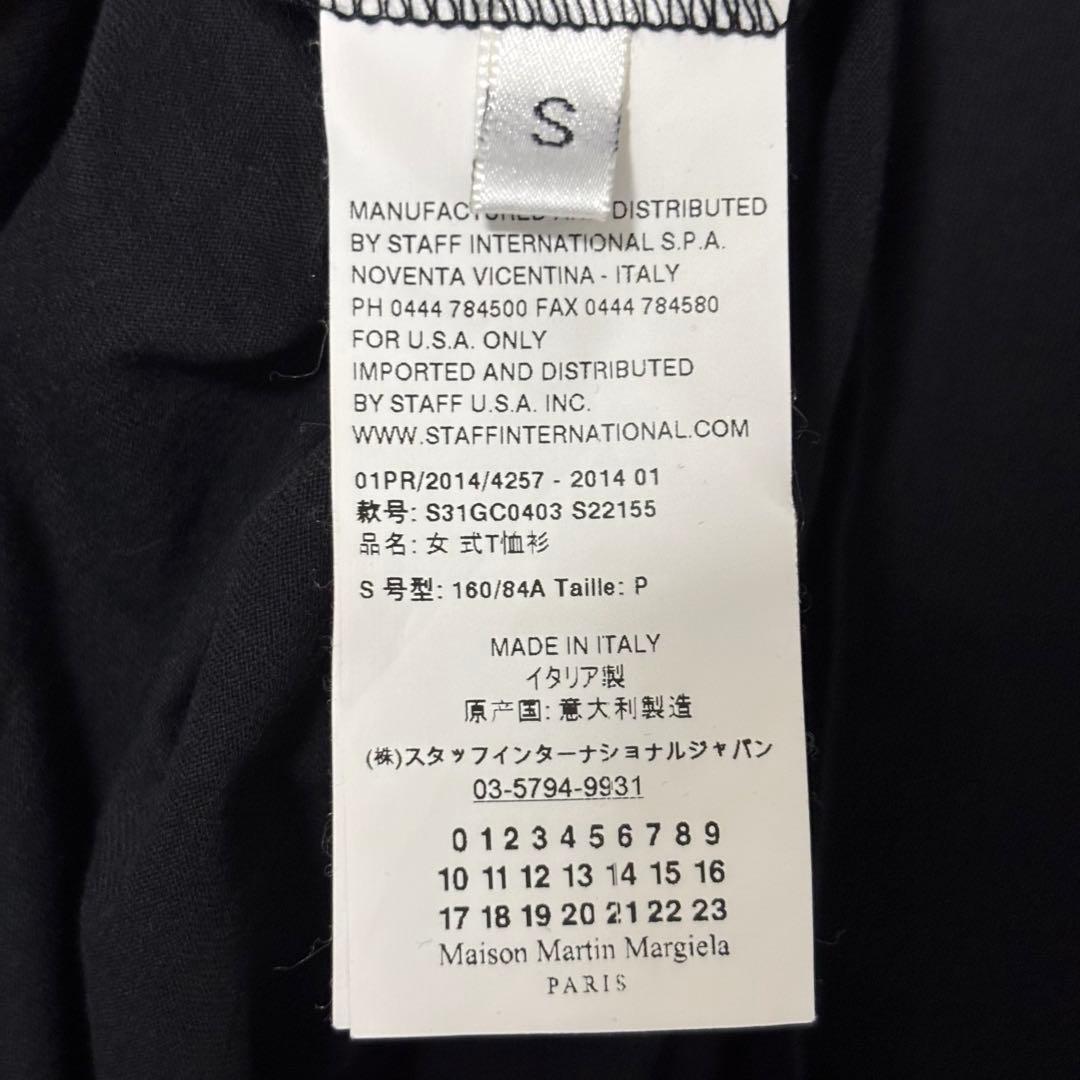 S
MANUFACTURED DISTRIBUTED
BY STAFF INTERNATIONAL S.P.A.
NOVENTA VICENTINA - ITALY
PH 0444 784500 FAX 0444 784580
FOR U.S.A. ONLY
IMPORTED AND DISTRIBUTED
BY STAFF U.S.A. INC.
WWW.STAFFINTERNATIONAL.COM
01PR/2014/4257 - 2014 01
款号: S31GC0403 S22155
品名: 女 式T恤衫
S 号型: 160/84A Taille: P
MADE IN ITALY
イタリア製
原产国: 意大利製造
(株)スタッフインターナショナルジャパン
03-5794-9931
0 1 2 3 4 5 6 7 8 9
10 11 12 13 14 15 16
17 18 19 20 21 22 23
Maison Martin Margiela
PARIS